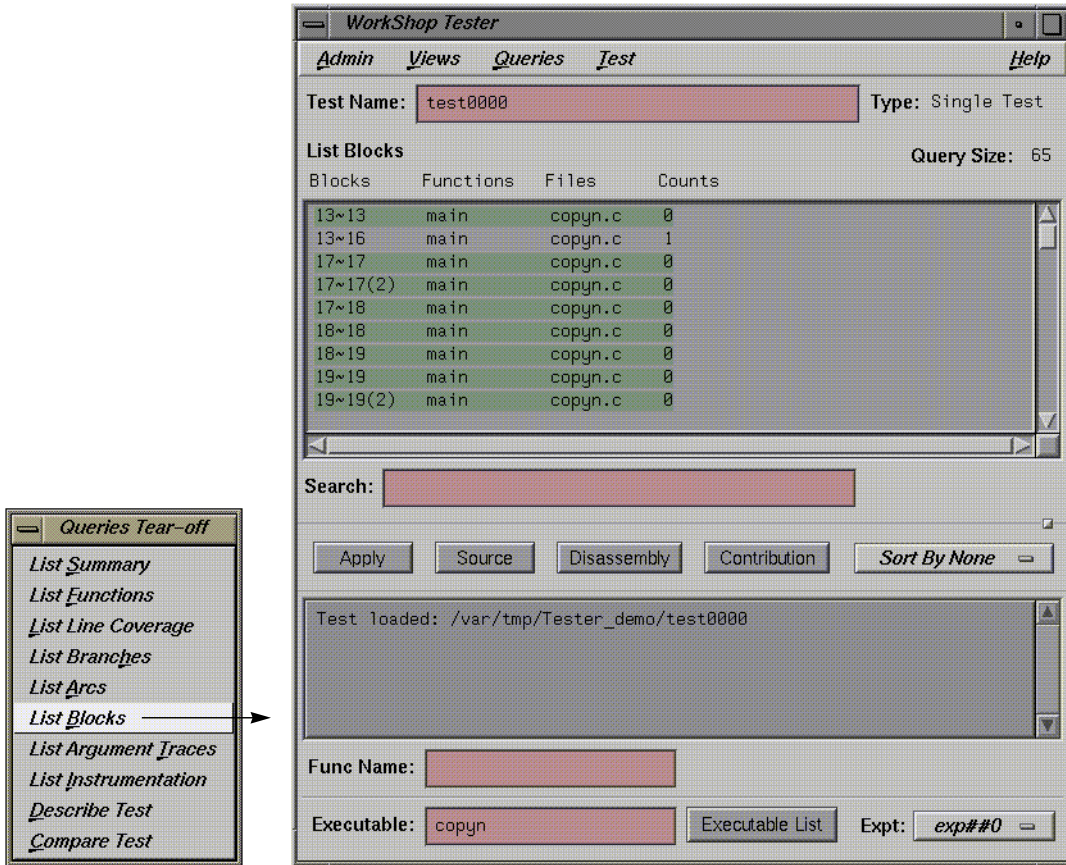 WorkShop Tester
Admin Views Queries Test Help
Test Name: test0000 Type: Single Test
List Blocks Query Size: 65
Blocks Functions Files Counts
13~13 main copyn.c 0
13~16 main copyn.c 1
17~17 main copyn.c 0
17~17(2) main copyn.c 0
17~18 main copyn.c 0
18~18 main copyn.c 0
18~19 main copyn.c 0
19~19 main copyn.c 0
19~19(2) main copyn.c 0
Search:
Apply Source Disassembly Contribution Sort By None
Test loaded: /var/tmp/Tester_demo/test0000
Func Name:
Executable: copyn Executable List Expt: exp##0
Queries Tear-off
List Summary
List Functions
List Line Coverage
List Branches
List Arcs
List Blocks
List Argument Traces
List Instrumentation
Describe Test
Compare Test